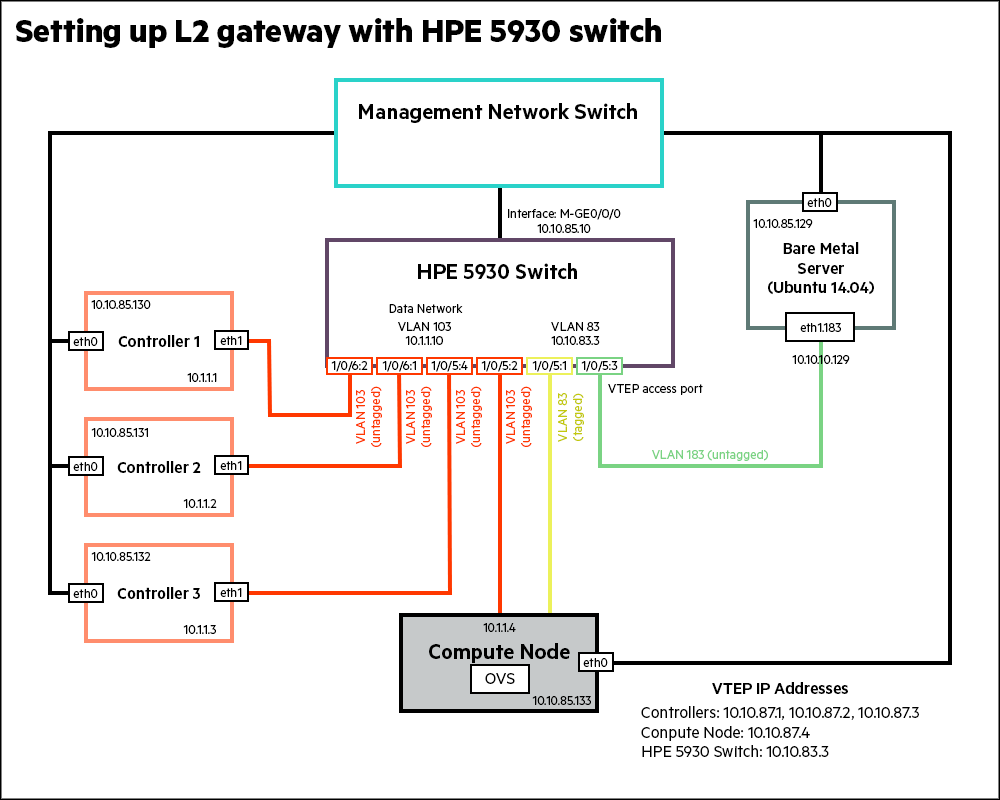 Setting up L2 gateway with HPE 5930 switch
Management Network Switch
Interface: M-GE0/0/0
10.10.85.10
eth0
10.10.85.129
Bare Metal
Server
(Ubuntu 14.04)
eth1.183
10.10.10.129
HPE 5930 Switch
Data Network
VLAN 103
10.1.1.10
VLAN 83
10.10.83.3
1/0/6:2
1/0/6:1
1/0/5:4
1/0/5:2
1/0/5:1
1/0/5:3
VTEP access port
VLAN 103
(untagged)
VLAN 103
(untagged)
VLAN 103
(untagged)
VLAN 103
(untagged)
VLAN 83
(tagged)
VLAN 183 (untagged)
10.10.85.130
eth0
Controller 1
eth1
10.1.1.1
10.10.85.131
eth0
Controller 2
eth1
10.1.1.2
10.10.85.132
eth0
Controller 3
eth1
10.1.1.3
10.1.1.4
Compute Node
eth0
OVS
10.10.85.133
VTEP IP Addresses
Controllers: 10.10.87.1, 10.10.87.2, 10.10.87.3
Conpute Node: 10.10.87.4
HPE 5930 Switch: 10.10.83.3